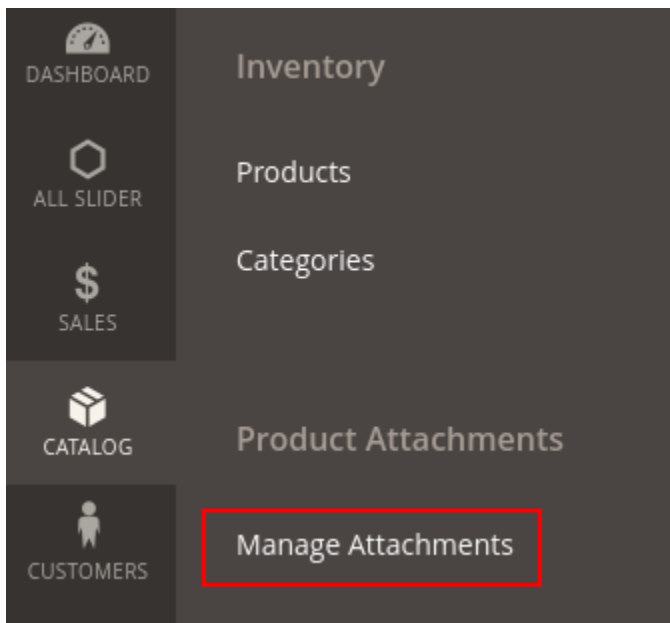 DASHBOARD
ALL SLIDER
$
SALES
CATALOG
CUSTOMERS
Inventory
Products
Categories
Product Attachments
Manage Attachments